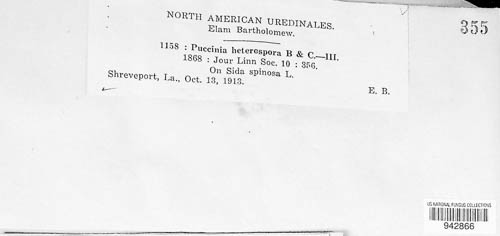 NORTH AMERICAN UREDINALES.
Elam Bartholomew.
355
1158 : Puccinia heterospora B & C.—III.
1868 : Jour Linn Soc. 10 : 356.
On Sida spinosa L.
Shreveport, La., Oct. 13, 1913.
E. B.
US NATIONAL FUNGUS COLLECTIONS
942866